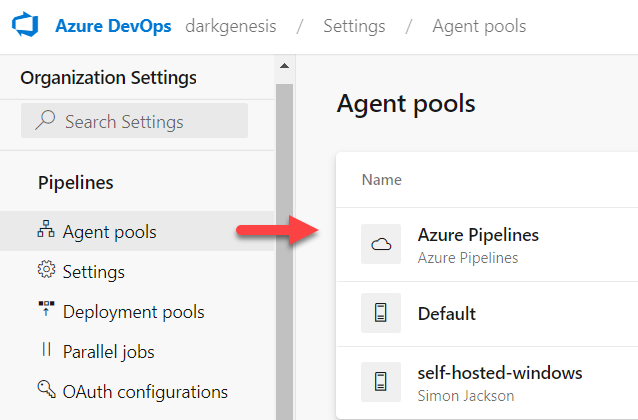 Azure DevOps darkgenesis / Settings / Agent pools
Organization Settings
Search Settings
Pipelines
Agent pools
Settings
Deployment pools
Parallel jobs
OAuth configurations
Agent pools
Name
Azure Pipelines
Azure Pipelines
Default
self-hosted-windows
Simon Jackson